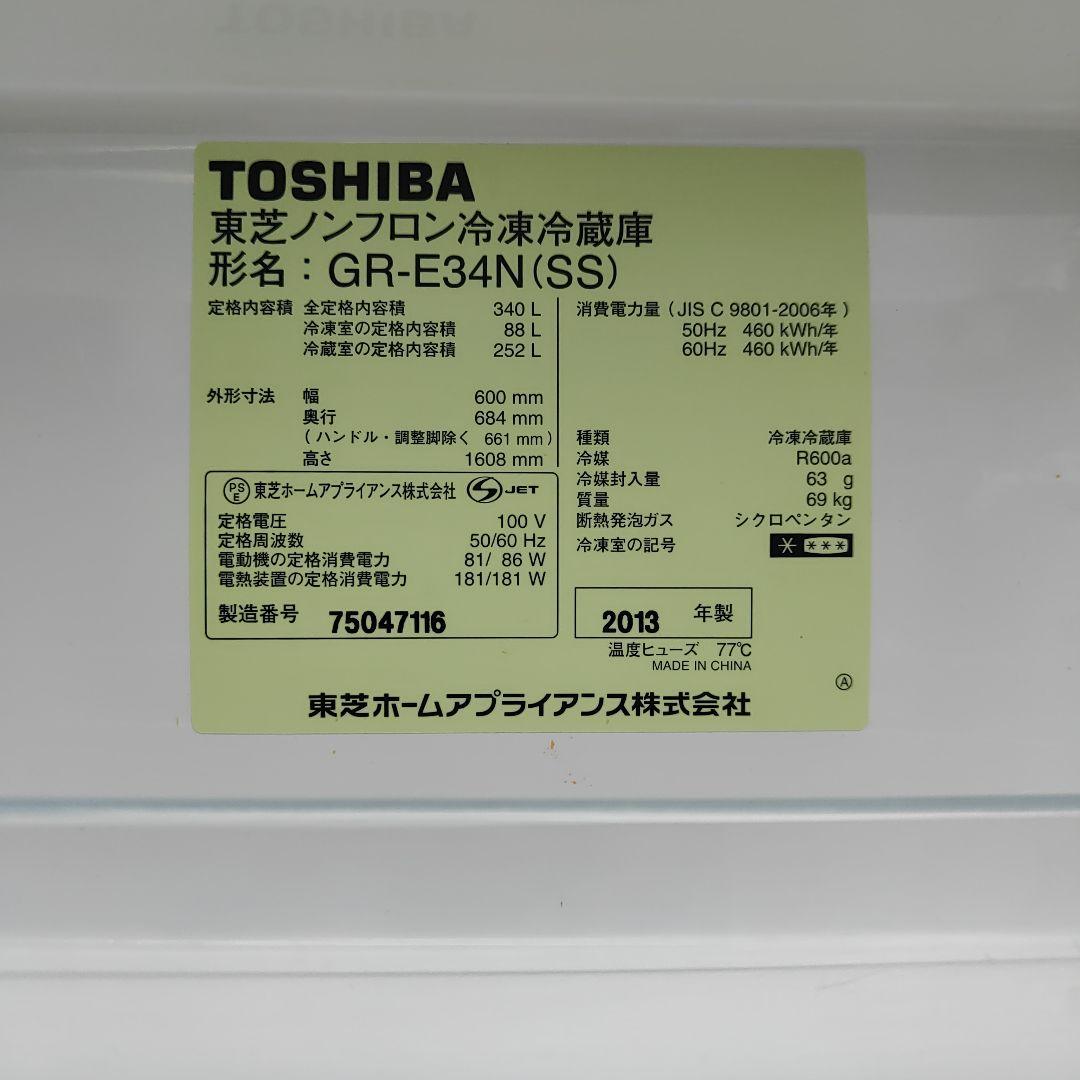 TOSHIBA
東芝ノンフロン冷凍冷蔵庫
形名：GR-E34N(SS)
定格内容積 全定格内容積 340 L
冷凍室の定格内容積 88 L
冷蔵室の定格内容積 252 L
外形寸法 幅 600 mm
奥行 684 mm
(ハンドル・調整脚除く 661 mm)
高さ 1608 mm
PS E 東芝ホームアプライアンス株式会社 S JET
定格電圧 100 V
定格周波数 50/60 Hz
電動機の定格消費電力 81/ 86 W
電熱装置の定格消費電力 181/181 W
製造番号 75047116
消費電力量 (JIS C 9801-2006年)
50Hz 460 kWh/年
60Hz 460 kWh/年
種類 冷凍冷蔵庫
冷媒 R600a
冷媒封入量 63 g
質量 69 kg
断熱発泡ガス シクロペンタン
冷凍室の記号 * ***
2013 年製
温度ヒューズ 77℃
MADE IN CHINA
Ⓐ
東芝ホームアプライアンス株式会社